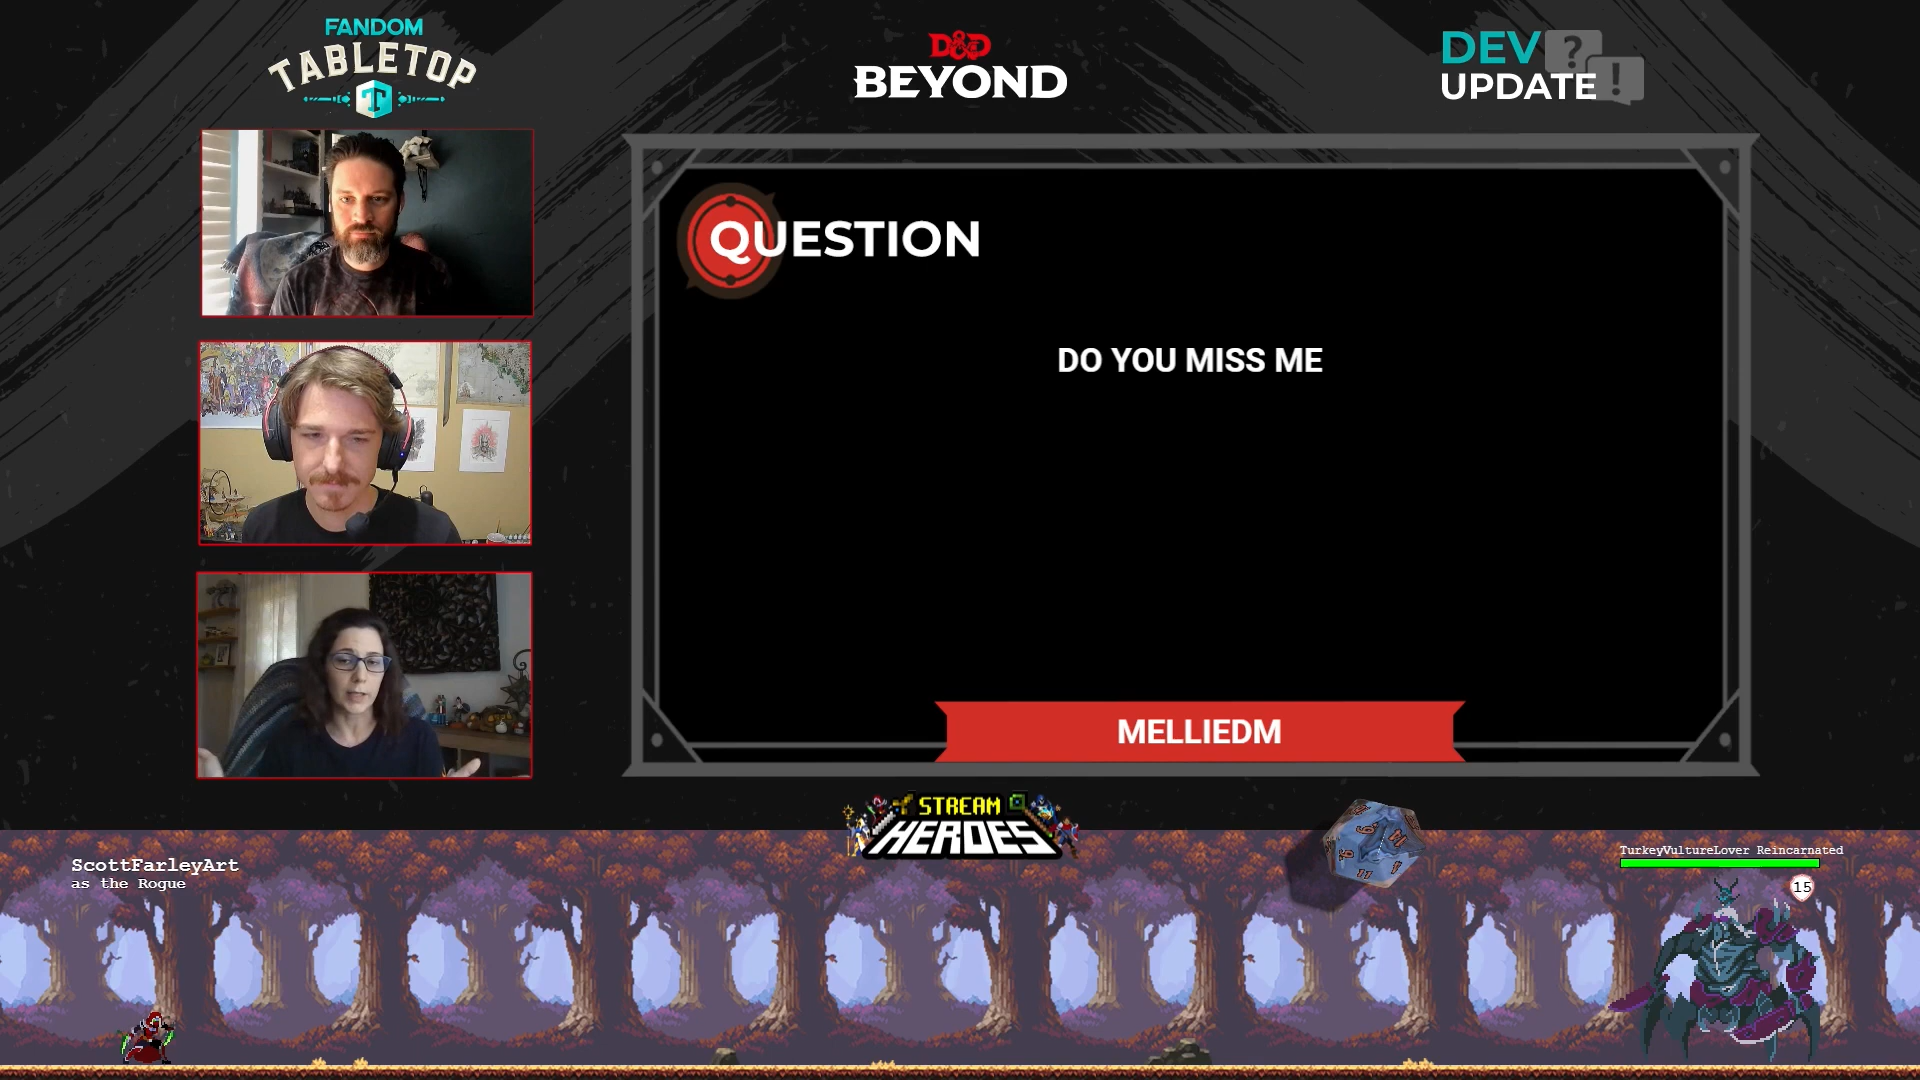 FANDOM
TABLETOP
T
D&D
BEYOND
DEV ?
UPDATE !
QUESTION
DO YOU MISS ME
MELLIEDM
STREAM
HEROES
ScottFarleyArt
as the Rogue
TurkeyVultureLover Reincarnated
15
11